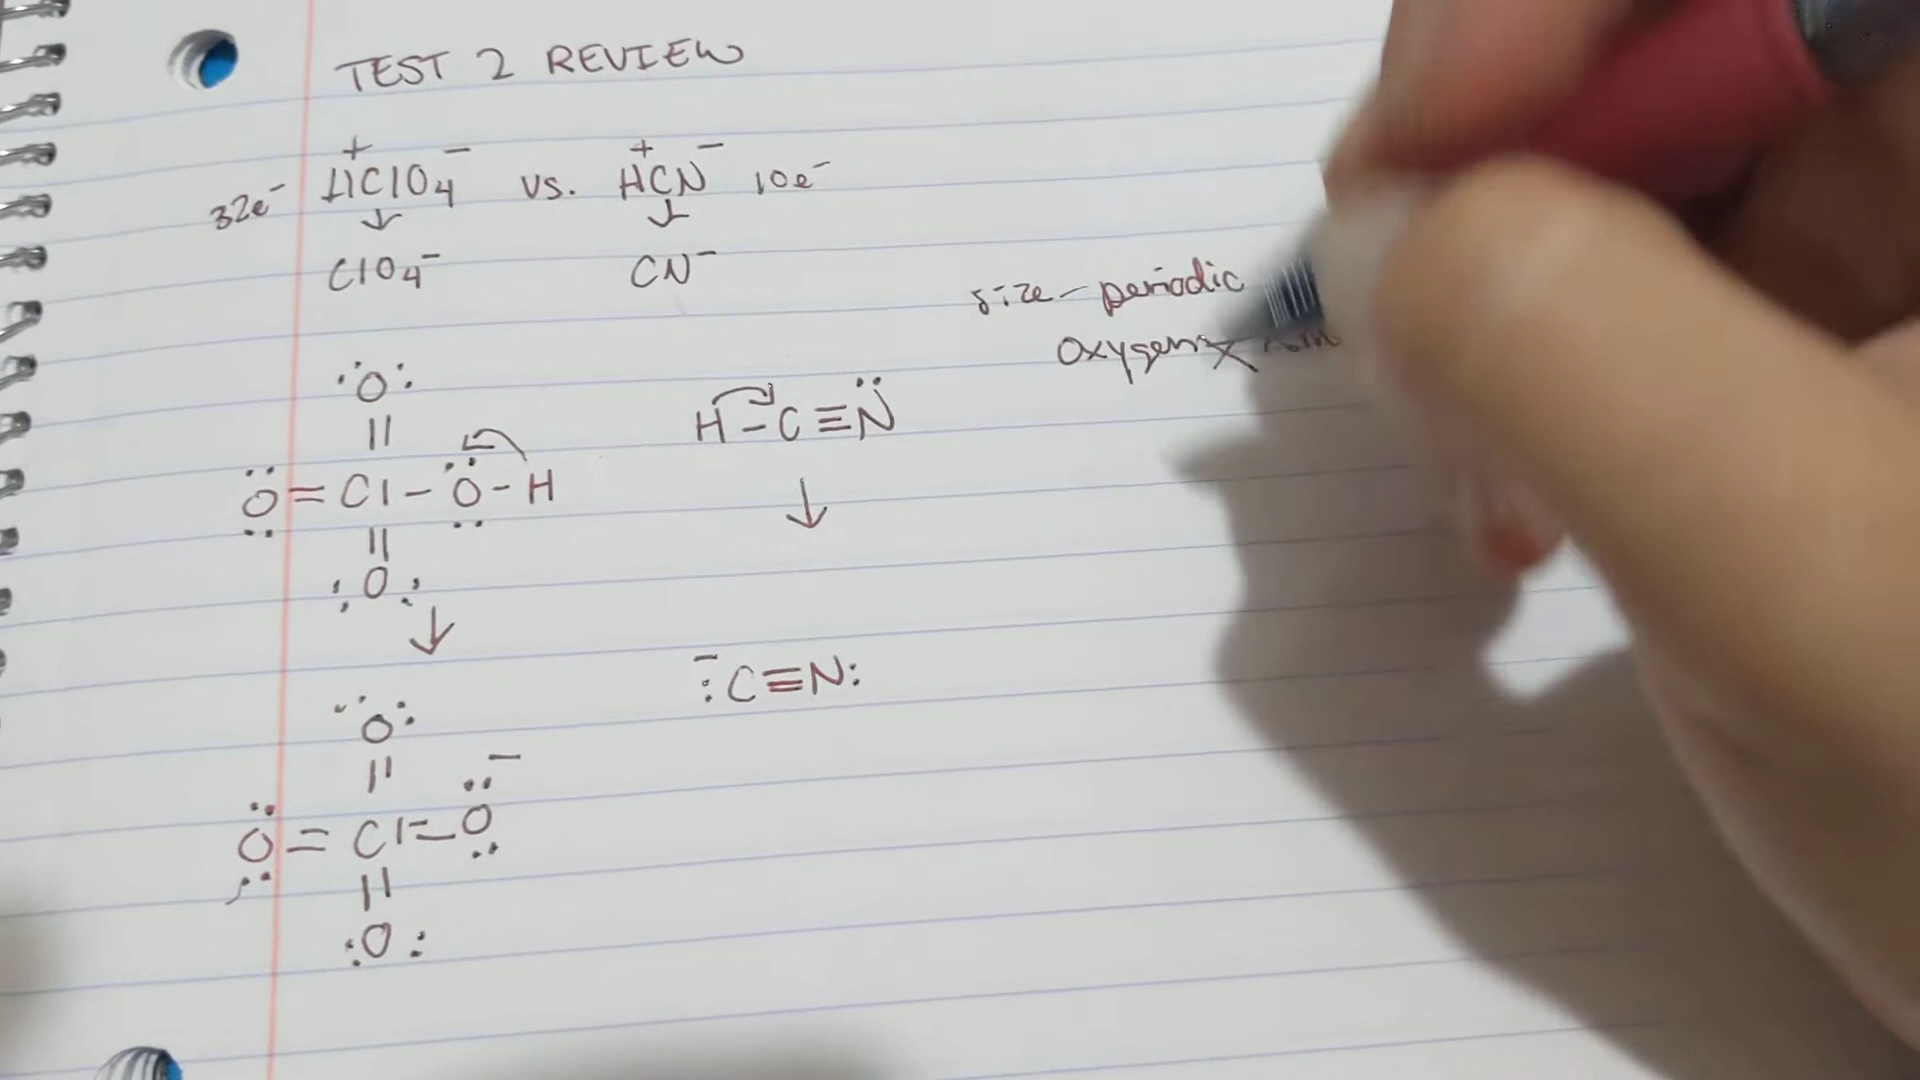 TEST 2 REVIEW
+ − + −
32e⁻ HClO₄ vs. HCN 10e⁻
↓ ↓
ClO₄⁻ CN⁻
size - periodic
oxygen
:O:
|| H - C ≡ N̈
Ö = Cl - Ö - H
|| ↓
:O:
↓
:O: ⁻:C≡N:
|| −
Ö = Cl - Ö
||
:O: